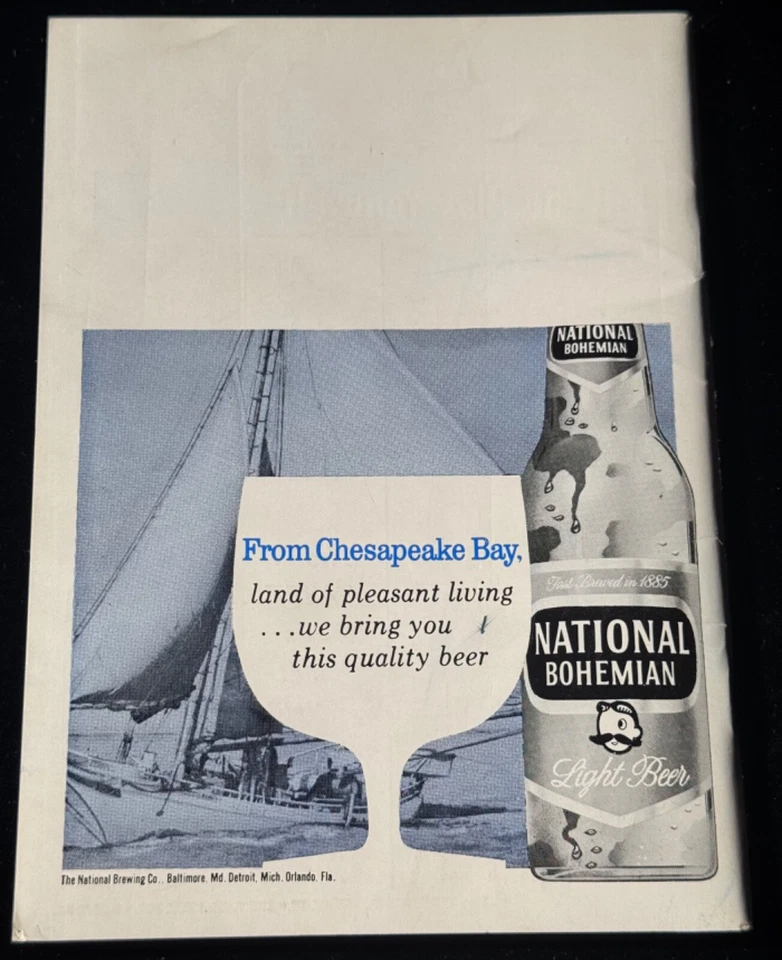 NATIONAL
BOHEMIAN
From Chesapeake Bay,
land of pleasant living
...we bring you
this quality beer
First Brewed in 1885
NATIONAL
BOHEMIAN
Light Beer
The National Brewing Co., Baltimore, Md. Detroit, Mich. Orlando, Fla.